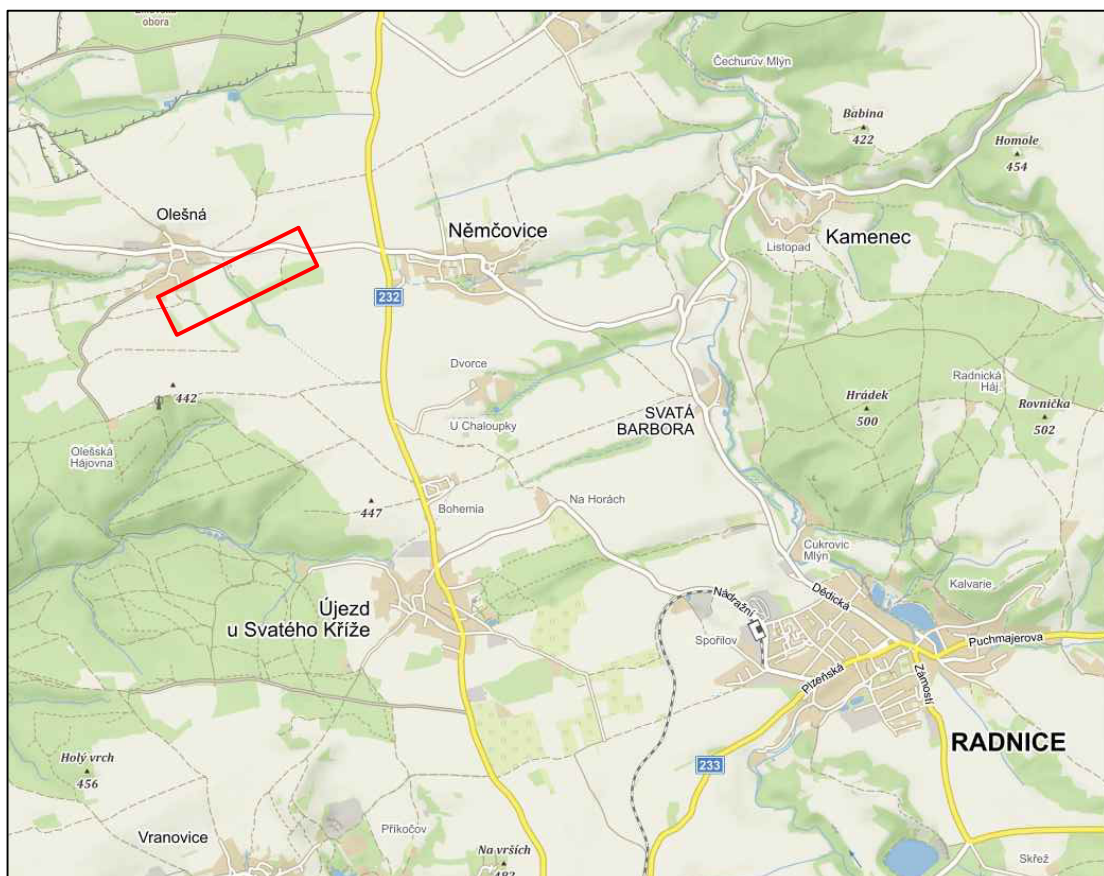 obora
Čechurův Mlýn
Babina
422
Homole
454
Olešná
Němčovice
Listopad
Kamenec
232
Dvorce
442
U Chaloupky
SVATÁ
BARBORA
Hrádek
500
Radnická
Háj.
Rovnička
502
Olešská
Hájovna
447
Bohemia
Na Horách
Cukrovic
Mlýn
Kalvarie
Dědická
Nádražní
Újezd
u Svatého Kříže
Spořilov
Puchmajerova
Plzeňská
Zámostí
RADNICE
233
Holý vrch
456
Vranovice
Příkočov
Na vrších
Skřež